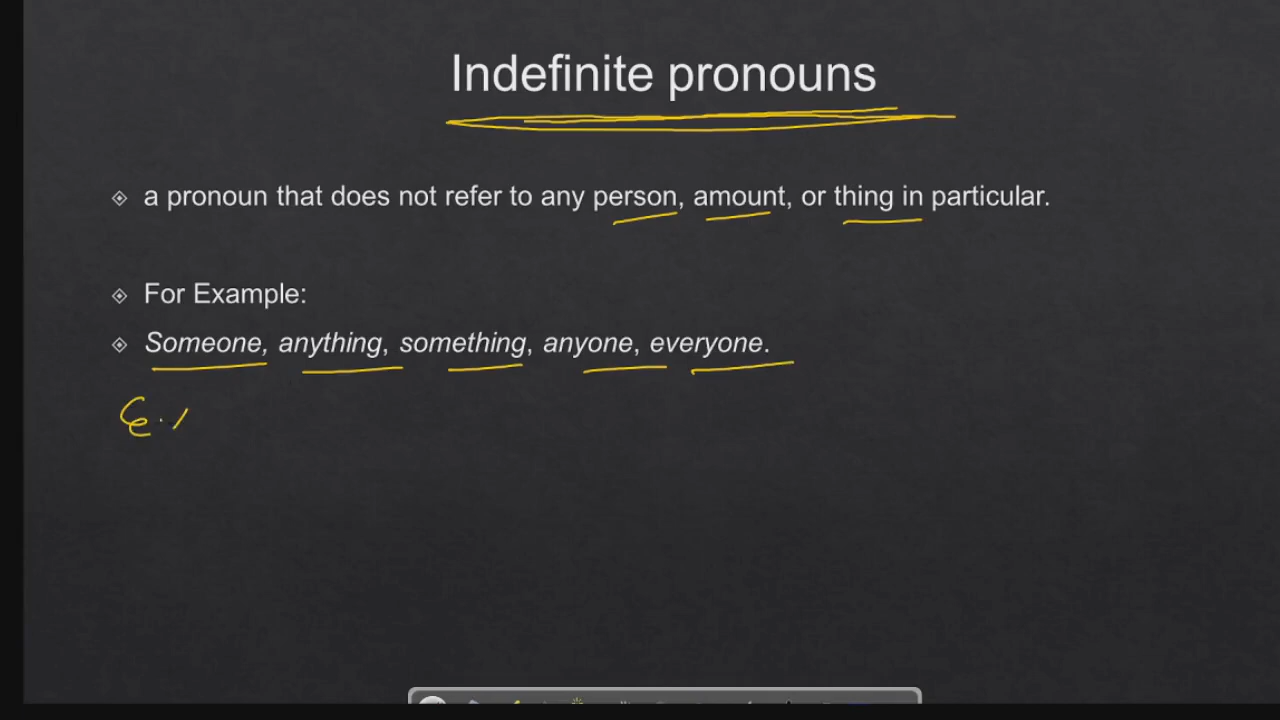 Indefinite pronouns
a pronoun that does not refer to any person, amount, or thing in particular.
For Example:
Someone, anything, something, anyone, everyone.